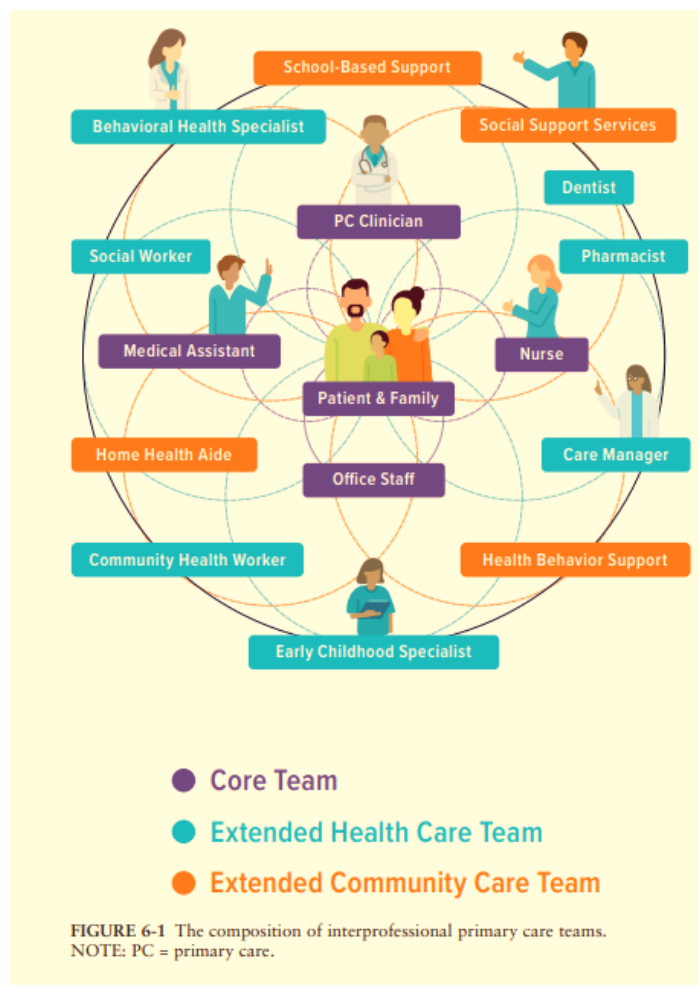 School-Based Support
Behavioral Health Specialist
Social Support Services
Dentist
PC Clinician
Social Worker
Pharmacist
Medical Assistant
Nurse
Patient & Family
Home Health Aide
Care Manager
Office Staff
Community Health Worker
Health Behavior Support
Early Childhood Specialist
Core Team
Extended Health Care Team
Extended Community Care Team
FIGURE 6-1 The composition of interprofessional primary care teams.
NOTE: PC = primary care.